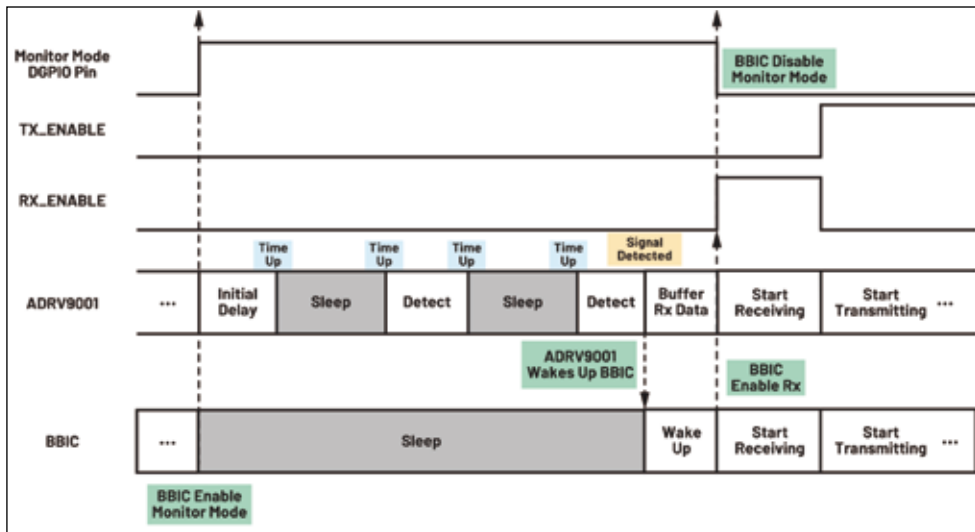 Monitor Mode
DGPIO Pin
BBIC Disable
Monitor Mode
TX_ENABLE
RX_ENABLE
Time
Up
Time
Up
Time
Up
Time
Up
Signal
Detected
ADRV9001
...
Initial
Delay
Sleep
Detect
Sleep
Detect
Buffer
Rx Data
Start
Receiving
Start
Transmitting ...
ADRV9001
Wakes Up BBIC
BBIC
Enable Rx
BBIC
...
Sleep
Wake
Up
Start
Receiving
Start
Transmitting ...
BBIC Enable
Monitor Mode